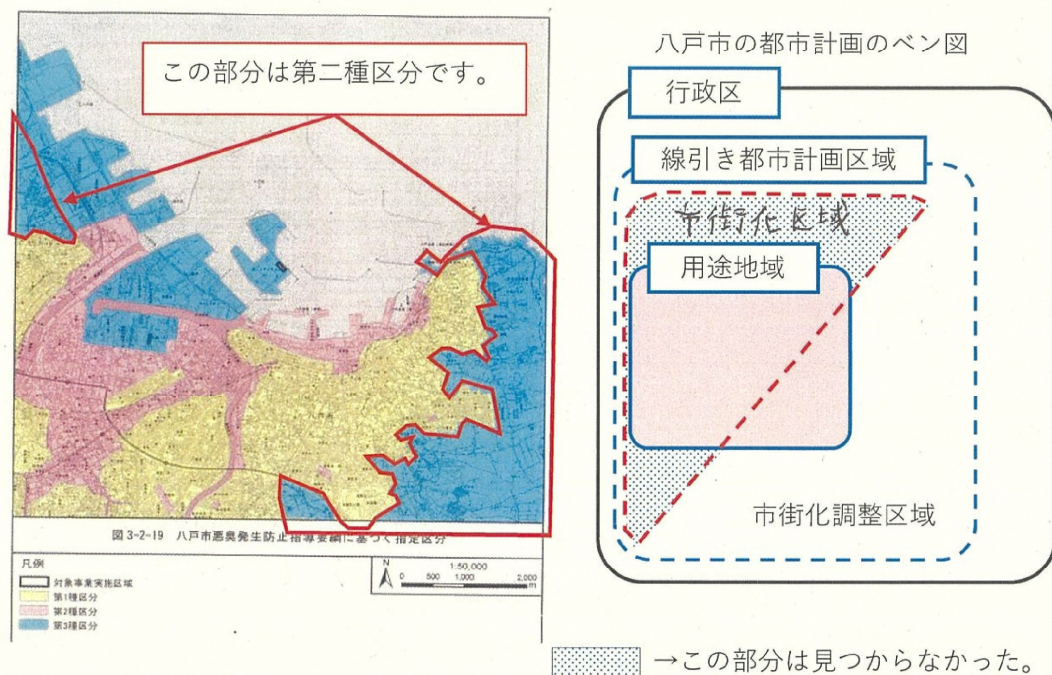 この部分は第二種区分です。
図3-2-19 八戸市悪臭発生防止指導要綱に基づく指定区分
凡例
対象事業実施区域
第1種区分
第2種区分
第3種区分
N
1:50,000
0 500 1,000 2,000
m
八戸市の都市計画のベン図
行政区
線引き都市計画区域
市街化区域
用途地域
市街化調整区域
→この部分は見つからなかった。